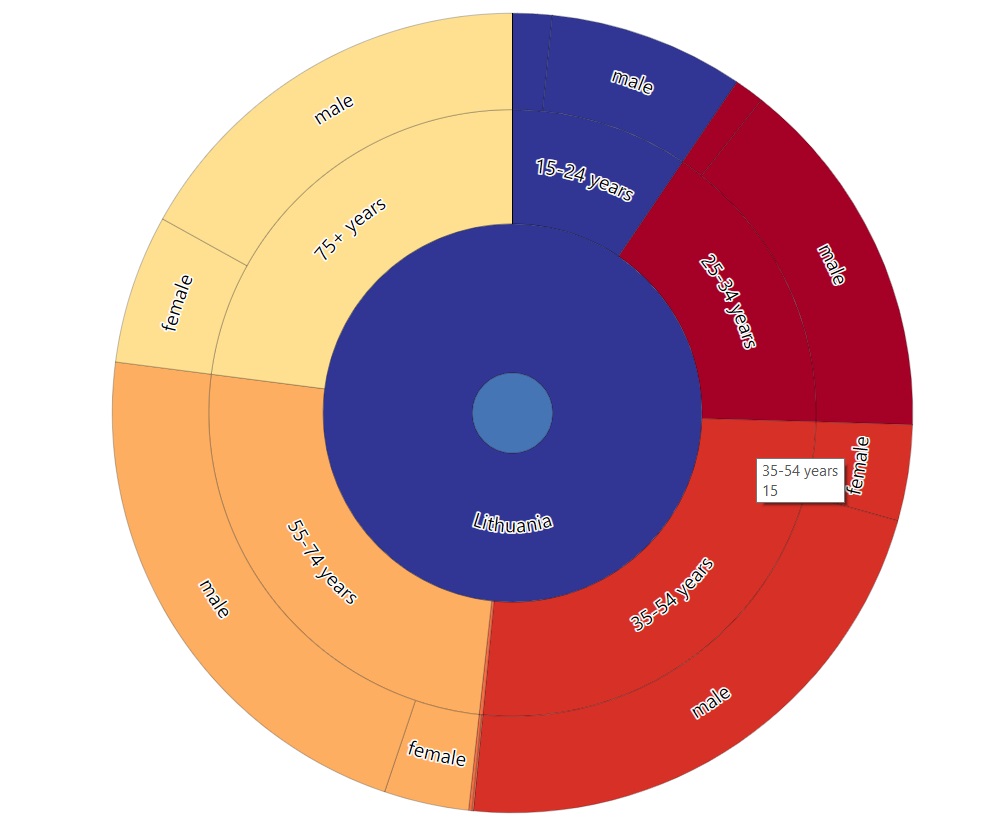 male
male
15-24 years
75+ years
male
25-34 years
female
female
35-54 years
15
Lithuania
55-74 years
35-54 years
male
male
female